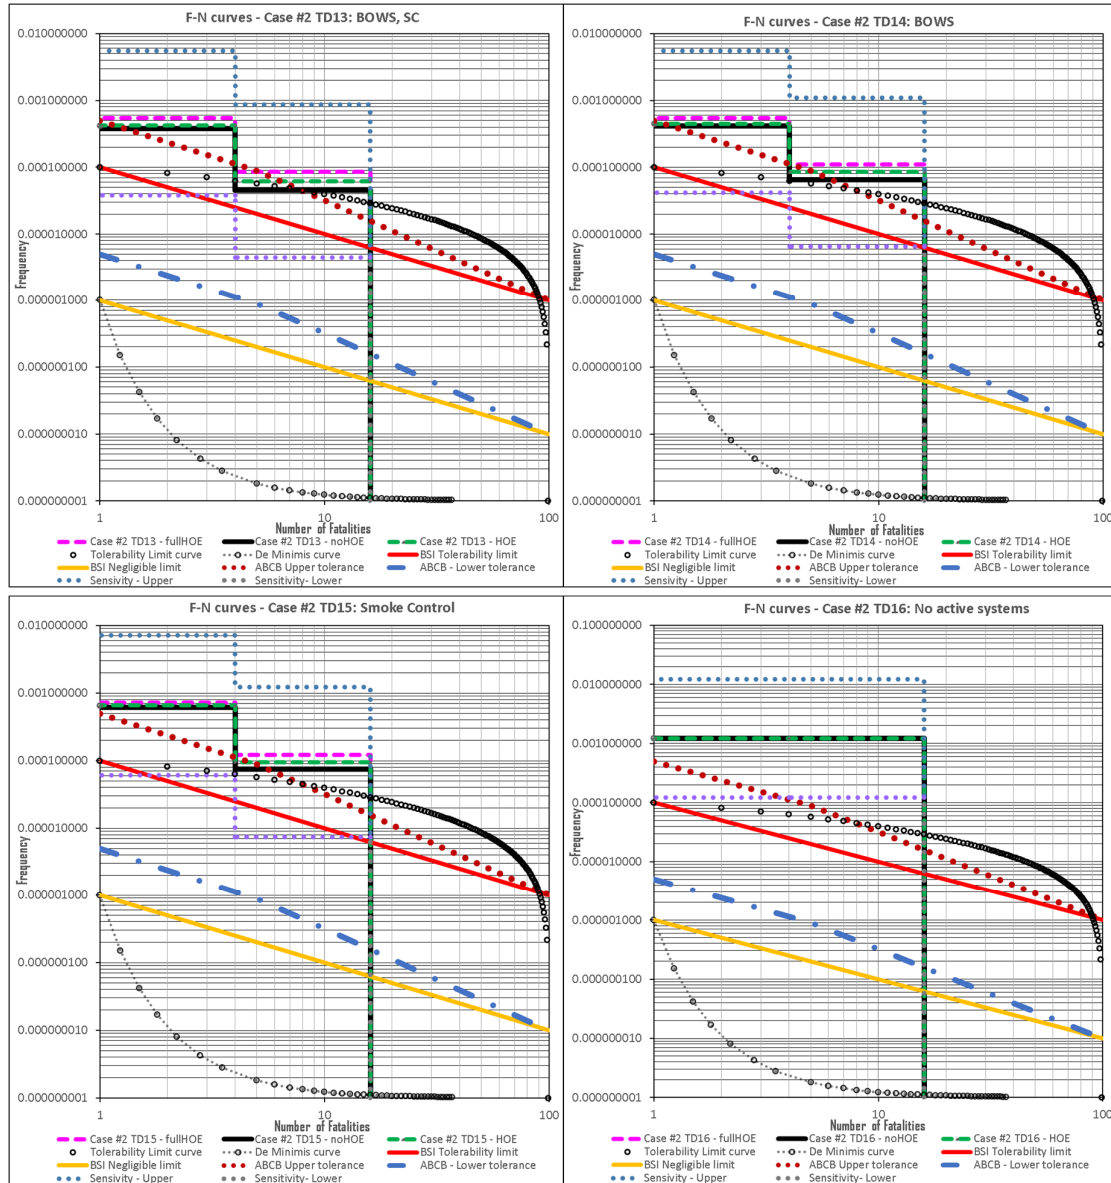 F-N curves - Case #2 TD13: BOWS, SC
0.010000000
0.001000000
0.000100000
0.000010000
0.000001000
0.000000100
0.000000010
0.000000001
Frequency
1
10
100
Number of Fatalities
Case #2 TD13 - fullHOE
Case #2 TD13 - noHOE
Case #2 TD13 - HOE
Tolerability Limit curve
De Minimis curve
BSI Tolerability limit
BSI Negligible limit
ABCB Upper tolerance
ABCB - Lower tolerance
Sensivity - Upper
Sensitivity- Lower
F-N curves - Case #2 TD14: BOWS
0.010000000
0.001000000
0.000100000
0.000010000
0.000001000
0.000000100
0.000000010
0.000000001
Frequency
1
10
100
Number of Fatalities
Case #2 TD14 - fullHOE
Case #2 TD14 - noHOE
Case #2 TD14 - HOE
Tolerability Limit curve
De Minimis curve
BSI Tolerability limit
BSI Negligible limit
ABCB Upper tolerance
ABCB - Lower tolerance
Sensivity - Upper
Sensitivity- Lower
F-N curves - Case #2 TD15: Smoke Control
0.010000000
0.001000000
0.000100000
0.000010000
0.000001000
0.000000100
0.000000010
0.000000001
Frequency
1
10
100
Number of Fatalities
Case #2 TD15 - fullHOE
Case #2 TD15 - noHOE
Case #2 TD15 - HOE
Tolerability Limit curve
De Minimis curve
BSI Tolerability limit
BSI Negligible limit
ABCB Upper tolerance
ABCB - Lower tolerance
Sensivity - Upper
Sensitivity- Lower
F-N curves - Case #2 TD16: No active systems
0.100000000
0.010000000
0.001000000
0.000100000
0.000010000
0.000001000
0.000000100
0.000000010
0.000000001
Frequency
1
10
100
Number of Fatalities
Case #2 TD16 - fullHOE
Case #2 TD16 - noHOE
Case #2 TD16 - HOE
Tolerability Limit curve
De Minimis curve
BSI Tolerability limit
BSI Negligible limit
ABCB Upper tolerance
ABCB - Lower tolerance
Sensivity - Upper
Sensitivity- Lower